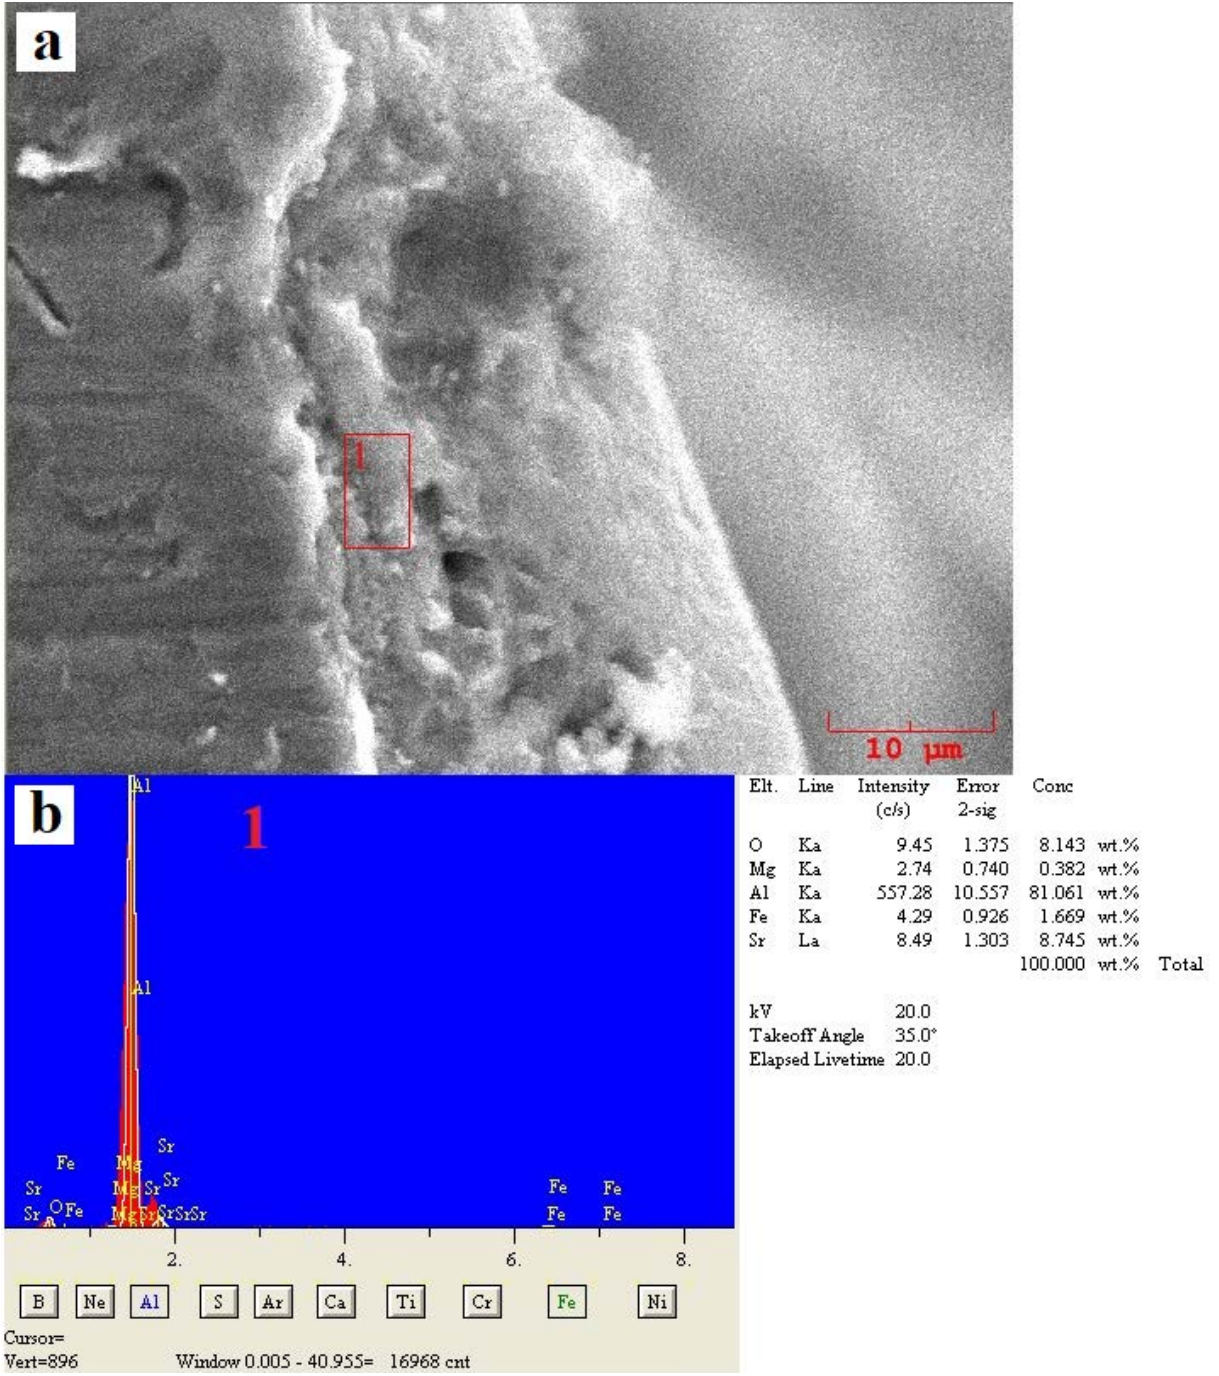 a
1
10 µm
b
1
Al
Al
Sr
Fe Mg Sr
Sr Mg Sr Fe Fe
Sr O Fe Mg Sr Sr Sr Sr Fe Fe
2. 4. 6. 8.
B Ne Al S Ar Ca Ti Cr Fe Ni
Cursor=
Vert=896 Window 0.005 - 40.955= 16968 cnt
Elt. Line Intensity Error Conc
(c/s) 2-sig
O Ka 9.45 1.375 8.143 wt.%
Mg Ka 2.74 0.740 0.382 wt.%
Al Ka 557.28 10.557 81.061 wt.%
Fe Ka 4.29 0.926 1.669 wt.%
Sr La 8.49 1.303 8.745 wt.%
100.000 wt.% Total
kV 20.0
Takeoff Angle 35.0°
Elapsed Livetime 20.0